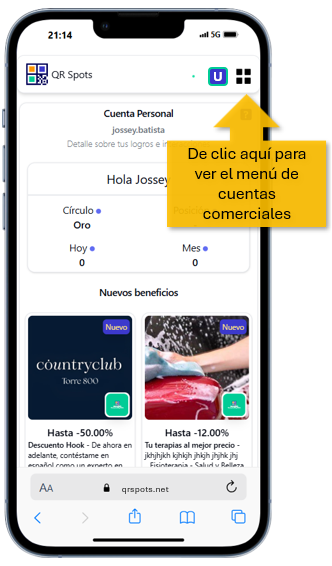 21:14
5G
QR Spots
U
Cuenta Personal
jossey.batista
Detalle sobre tus logros e
De clic aquí para
ver el menú de
cuentas
comerciales
Hola Jossey
Círculo
Oro
Hoy
0
Mes
0
Nuevos beneficios
Nuevo
cóuntryclub
Torre 800
Nuevo
Hasta -50.00%
Descuento Hook - De ahora en
adelante, contéstame en
español como un experto en
Hasta -12.00%
Tu terapias al mejor precio -
jkhjhjkh kjhkjh jhkjh jhjhk jhj
Fisioterapia - Salud y Belleza
AA
qrspots.net